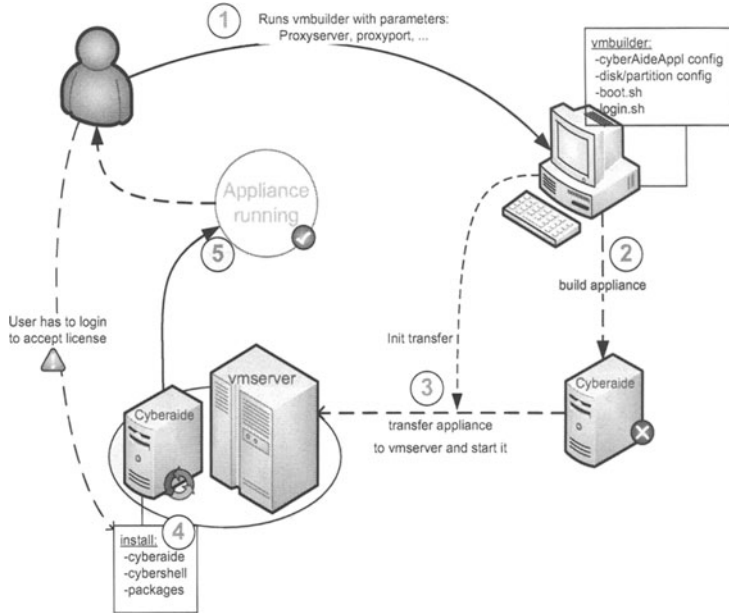 1
Runs vmbuilder with parameters:
Proxyserver, proxyport, ...
vmbuilder:
-cyberAideAppl config
-disk/partition config
-boot.sh
-login.sh
Appliance
running
5
2
build appliance
User has to login
to accept license
Init transfer
3
transfer appliance
to vmserver and start it
vmserver
Cyberaide
Cyberaide
4
install:
-cyberaide
-cybershell
-packages